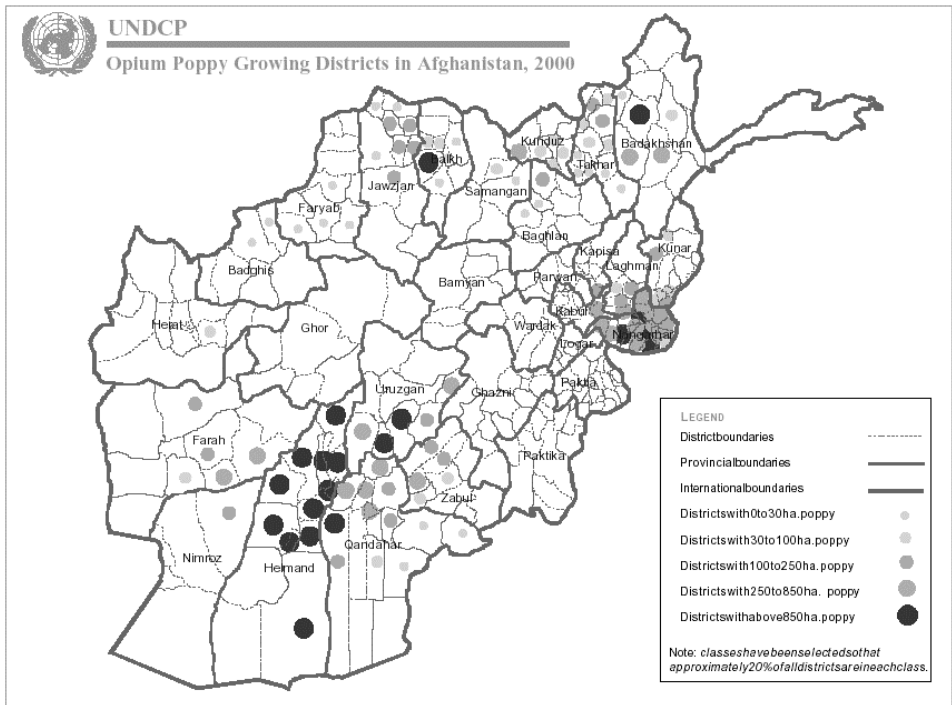 UNDCP
Opium Poppy Growing Districts in Afghanistan, 2000
Kunduz
Badakhshan
Balkh
Takhar
Jawzjan
Samangan
Faryab
Baghlan
Kapisa
Kunar
Laghman
Badghis
Parwan
Bamyan
Kabul
Herat
Ghor
Wardak
Nangarhar
Logar
Uruzgan
Ghazni
Paktia
Farah
Paktika
Zabul
Qandahar
Nimroz
Helmand
LEGEND
Districtboundaries
Provincialboundaries
Internationalboundaries
Districtswith0to30ha.poppy
Districtswith30to100ha.poppy
Districtswith100to250ha.poppy
Districtswith250to850ha. poppy
Districtswithabove850ha.poppy
Note: classeshavebeenselectedsothat
approximately20%ofalldistrictsareineachclass.